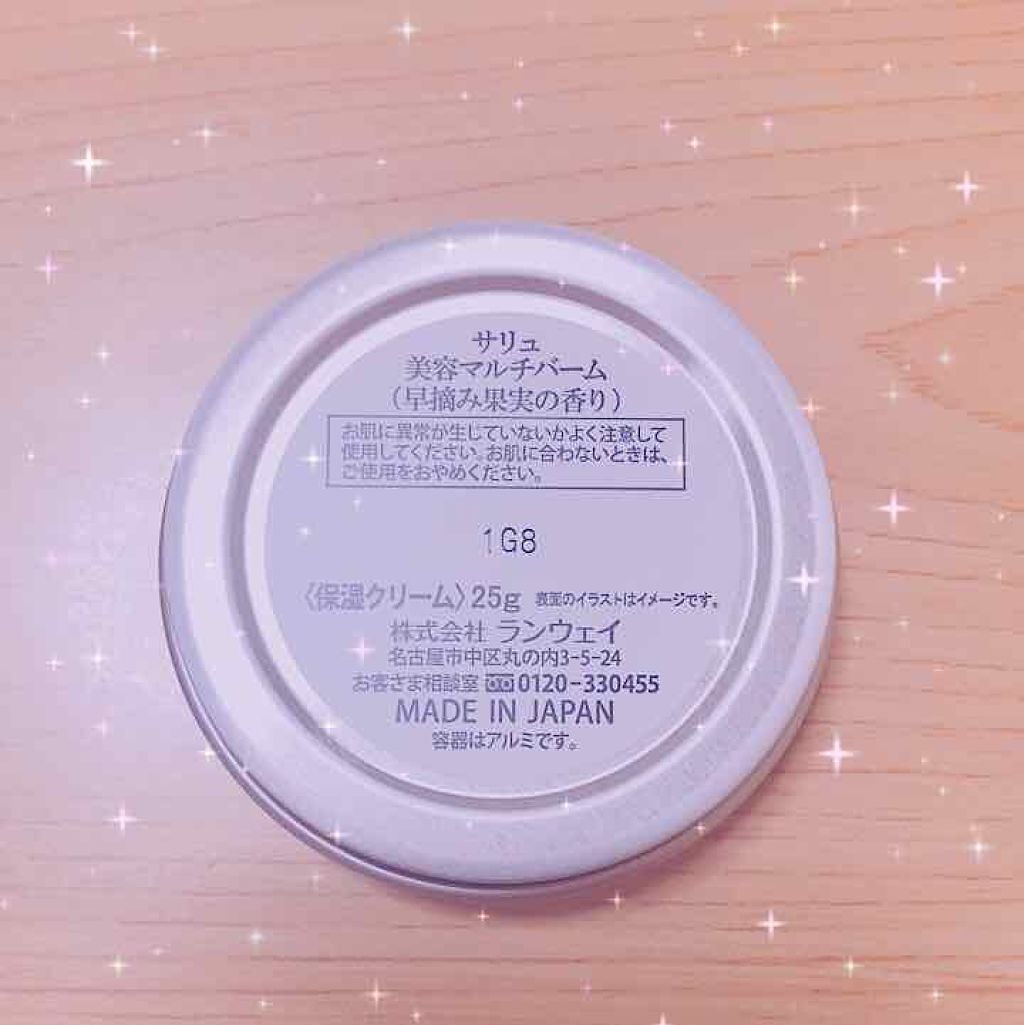 サリュ
美容マルチバーム
（早摘み果実の香り）
お肌に異常が生じていないかよく注意して
使用してください。お肌に合わないときは、
ご使用をおやめください。
1G8
〈保湿クリーム〉25g 表面のイラストはイメージです。
株式会社 ランウェイ
名古屋市中区丸の内3-5-24
お客さま相談室 0120-330455
MADE IN JAPAN
容器はアルミです。